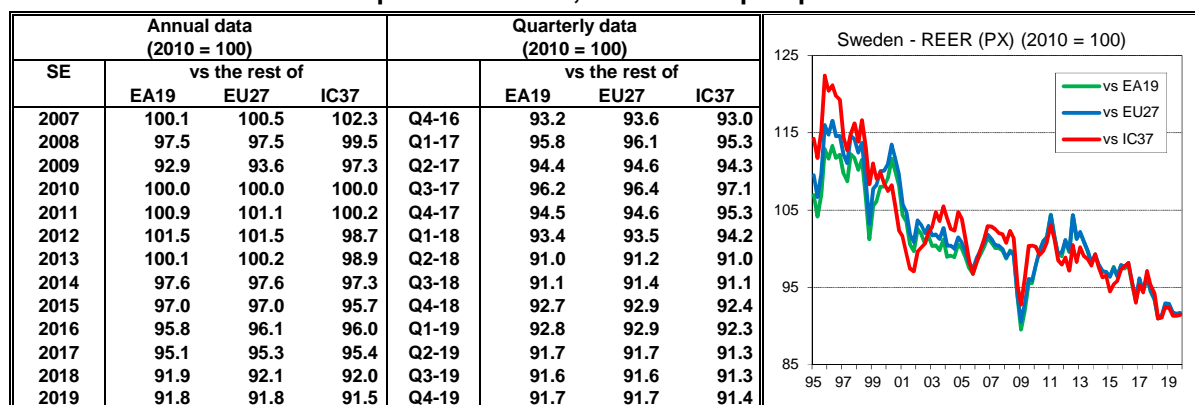 Annual data Quarterly data
(2010 = 100) (2010 = 100)
SE vs the rest of vs the rest of
EA19 EU27 IC37 EA19 EU27 IC37
2007 100.1 100.5 102.3 Q4-16 93.2 93.6 93.0
2008 97.5 97.5 99.5 Q1-17 95.8 96.1 95.3
2009 92.9 93.6 97.3 Q2-17 94.4 94.6 94.3
2010 100.0 100.0 100.0 Q3-17 96.2 96.4 97.1
2011 100.9 101.1 100.2 Q4-17 94.5 94.6 95.3
2012 101.5 101.5 98.7 Q1-18 93.4 93.5 94.2
2013 100.1 100.2 98.9 Q2-18 91.0 91.2 91.0
2014 97.6 97.6 97.3 Q3-18 91.1 91.4 91.1
2015 97.0 97.0 95.7 Q4-18 92.7 92.9 92.4
2016 95.8 96.1 96.0 Q1-19 92.8 92.9 92.3
2017 95.1 95.3 95.4 Q2-19 91.7 91.7 91.3
2018 91.9 92.1 92.0 Q3-19 91.6 91.6 91.3
2019 91.8 91.8 91.5 Q4-19 91.7 91.7 91.4
Sweden - REER (PX) (2010 = 100)
125
vs EA19
vs EU27
vs IC37
115
105
95
85
95 97 99 01 03 05 07 09 11 13 15 17 19